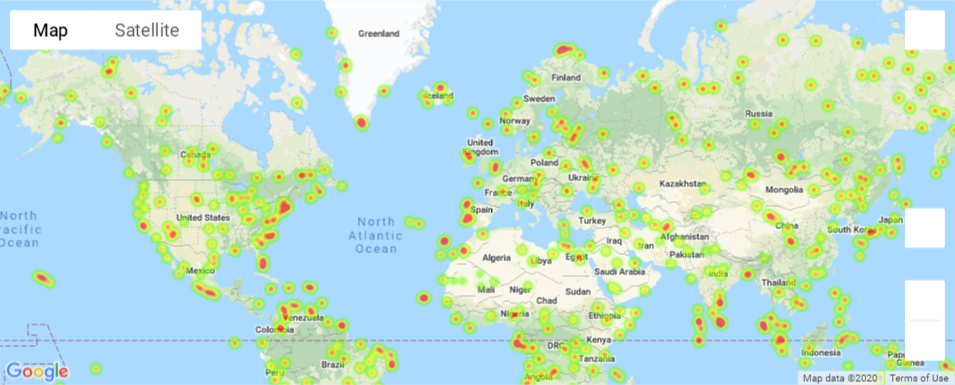 Map
Satellite
Greenland
Iceland
Finland
Sweden
Norway
Russia
United
Kingdom
Canada
Poland
Germany
Ukraine
Kazakhstan
Mongolia
France
Italy
Spain
North
Pacific
Ocean
United States
North
Atlantic
Ocean
Turkey
China
Japan
South Korea
Iraq
Iran
Afghanistan
Pakistan
Algeria
Libya
Egypt
Saudi Arabia
India
Mexico
Mali
Niger
Chad
Sudan
Thailand
Nigeria
Ethiopia
Venezuela
Colombia
Kenya
DRC
Tanzania
Indonesia
Papua
Guinea
Brazil
Peru
Angola
Google
Map data ©2020
Terms of Use